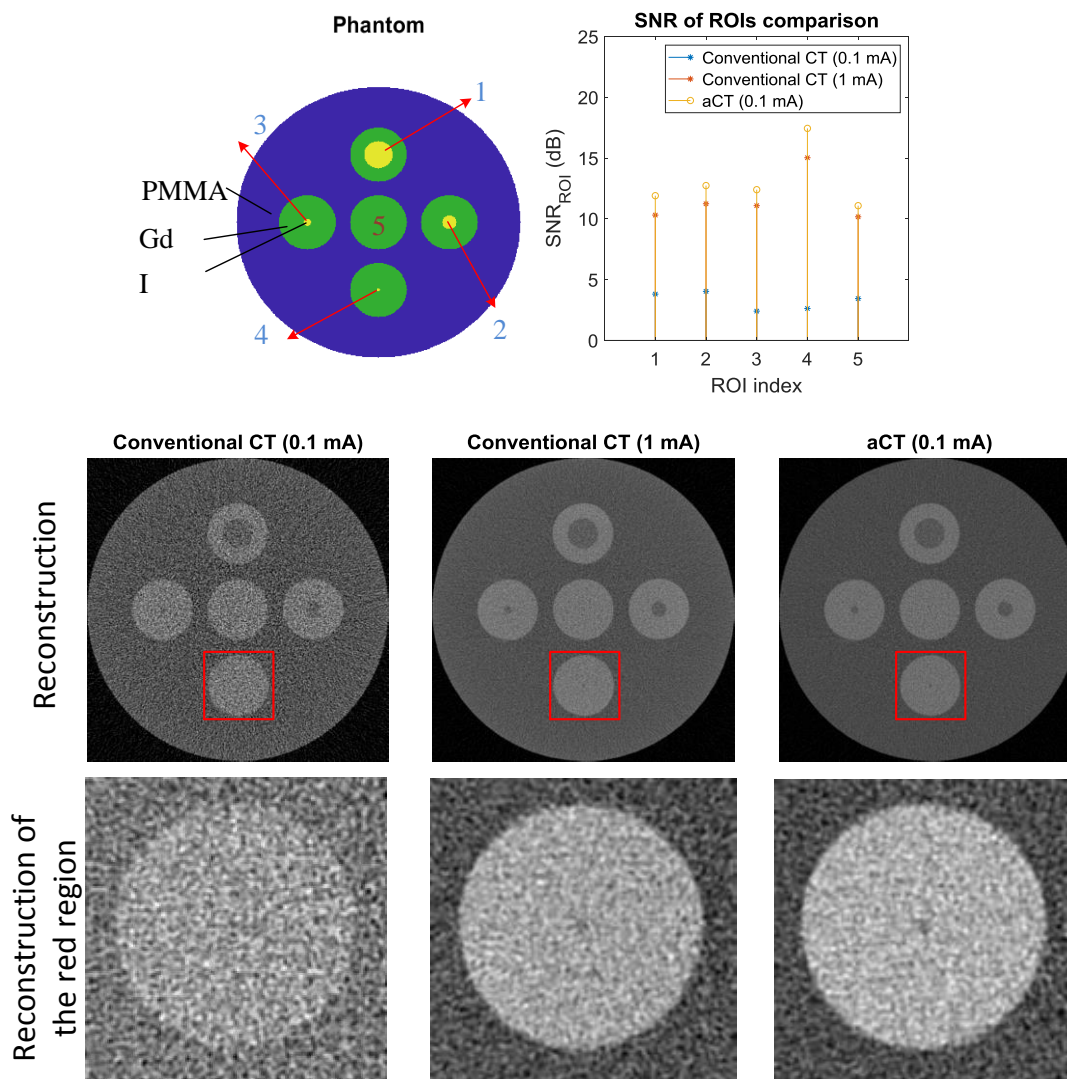 Phantom
1
3
PMMA
Gd
5
I
4
2
SNR of ROIs comparison
25
20
15
10
5
0
SNR_ROI (dB)
Conventional CT (0.1 mA)
Conventional CT (1 mA)
aCT (0.1 mA)
1 2 3 4 5
ROI index
Conventional CT (0.1 mA)
Conventional CT (1 mA)
aCT (0.1 mA)
Reconstruction
Reconstruction of
the red region